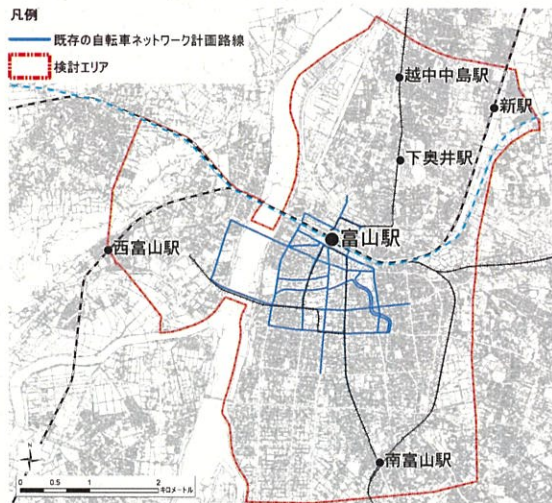 凡例
既存の自転車ネットワーク計画路線
検討エリア
越中中島駅
新駅
下奥井駅
富山駅
西富山駅
南富山駅
N
0 0.5 1 2
キロメートル